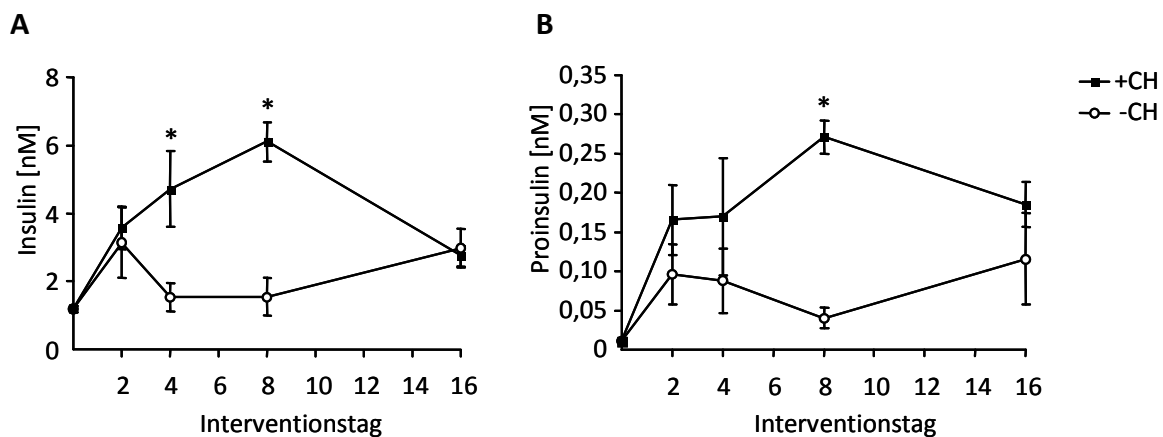 A
B
8
6
4
2
0
Insulin [nM]
*
*
2 4 6 8 10 12 14 16
Interventionstag
0,35
0,30
0,25
0,20
0,15
0,10
0,05
0
Proinsulin [nM]
*
2 4 6 8 10 12 14 16
Interventionstag
+CH
-CH